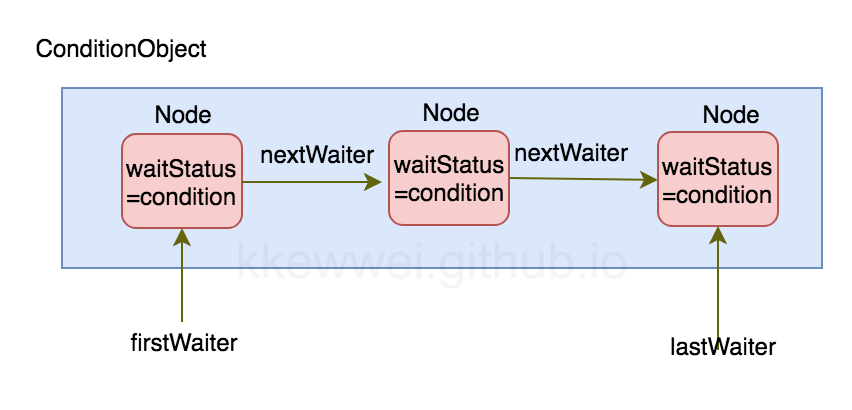 ConditionObject
Node
Node
Node
waitStatus
=condition
nextWaiter
waitStatus
=condition
nextWaiter
waitStatus
=condition
kkewwei.github.io
firstWaiter
lastWaiter